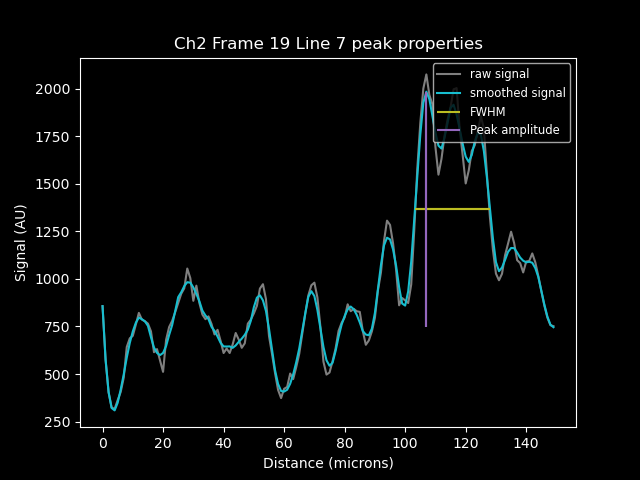 Ch2 Frame 19 Line 7 peak properties
raw signal
smoothed signal
FWHM
Peak amplitude
Signal (AU)
2000
1750
1500
1250
1000
750
500
250
0 20 40 60 80 100 120 140
Distance (microns)